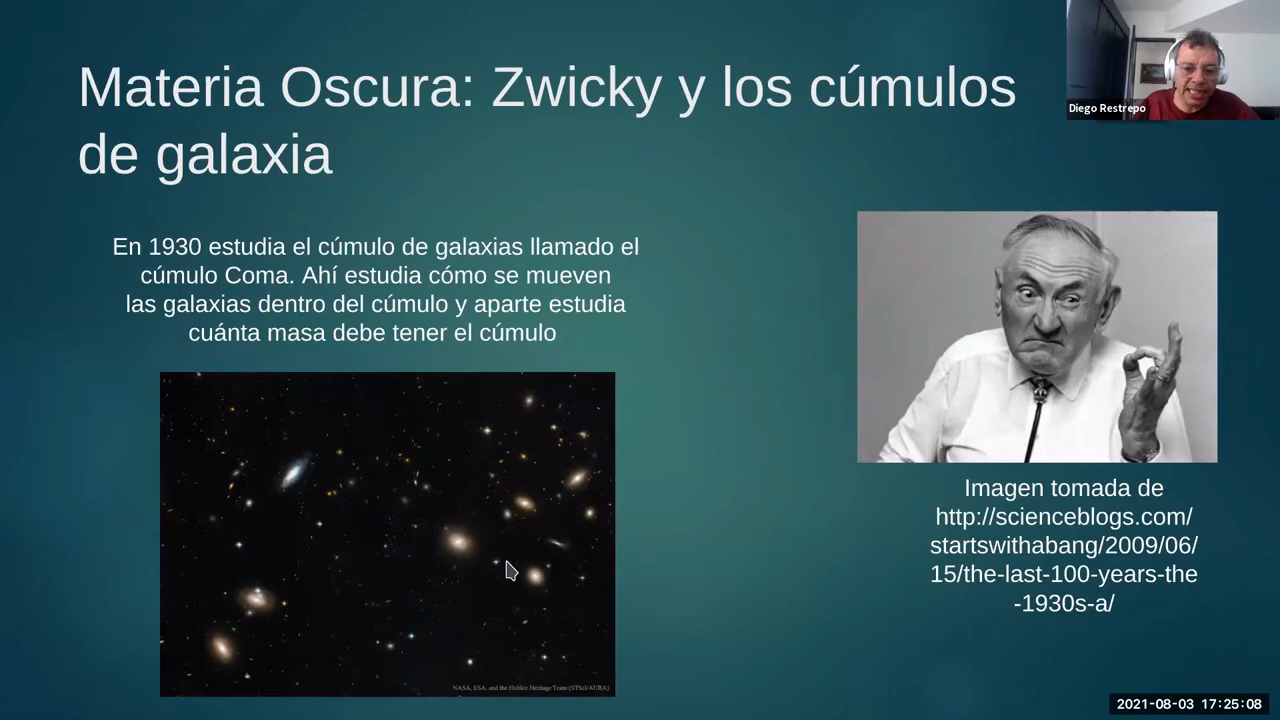 Materia Oscura: Zwicky y los cúmulos
de galaxia
Diego Restrepo
En 1930 estudia el cúmulo de galaxias llamado el
cúmulo Coma. Ahí estudia cómo se mueven
las galaxias dentro del cúmulo y aparte estudia
cuánta masa debe tener el cúmulo
NASA, ESA, and the Hubble Heritage Team (STScI/AURA)
Imagen tomada de
http://scienceblogs.com/
startswithabang/2009/06/
15/the-last-100-years-the
-1930s-a/
2021-08-03 17:25:08